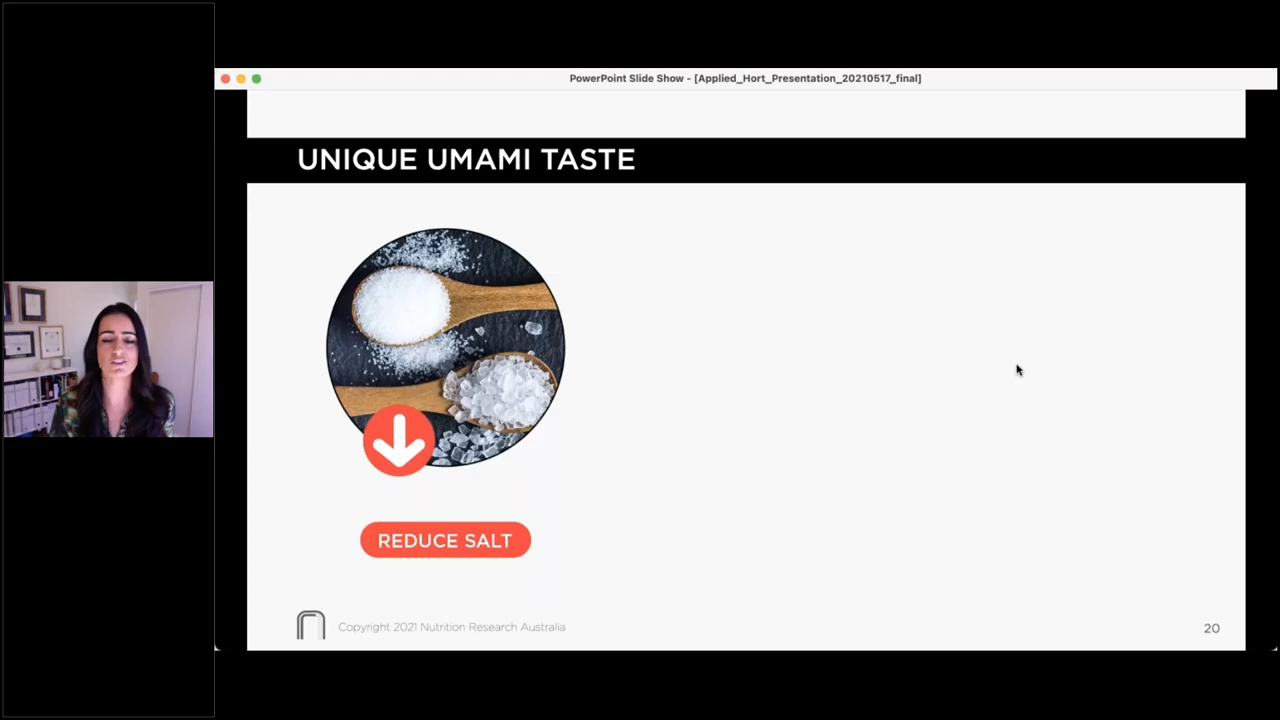 PowerPoint Slide Show - [Applied_Hort_Presentation_20210517_final]
UNIQUE UMAMI TASTE
REDUCE SALT
Copyright 2021 Nutrition Research Australia
20